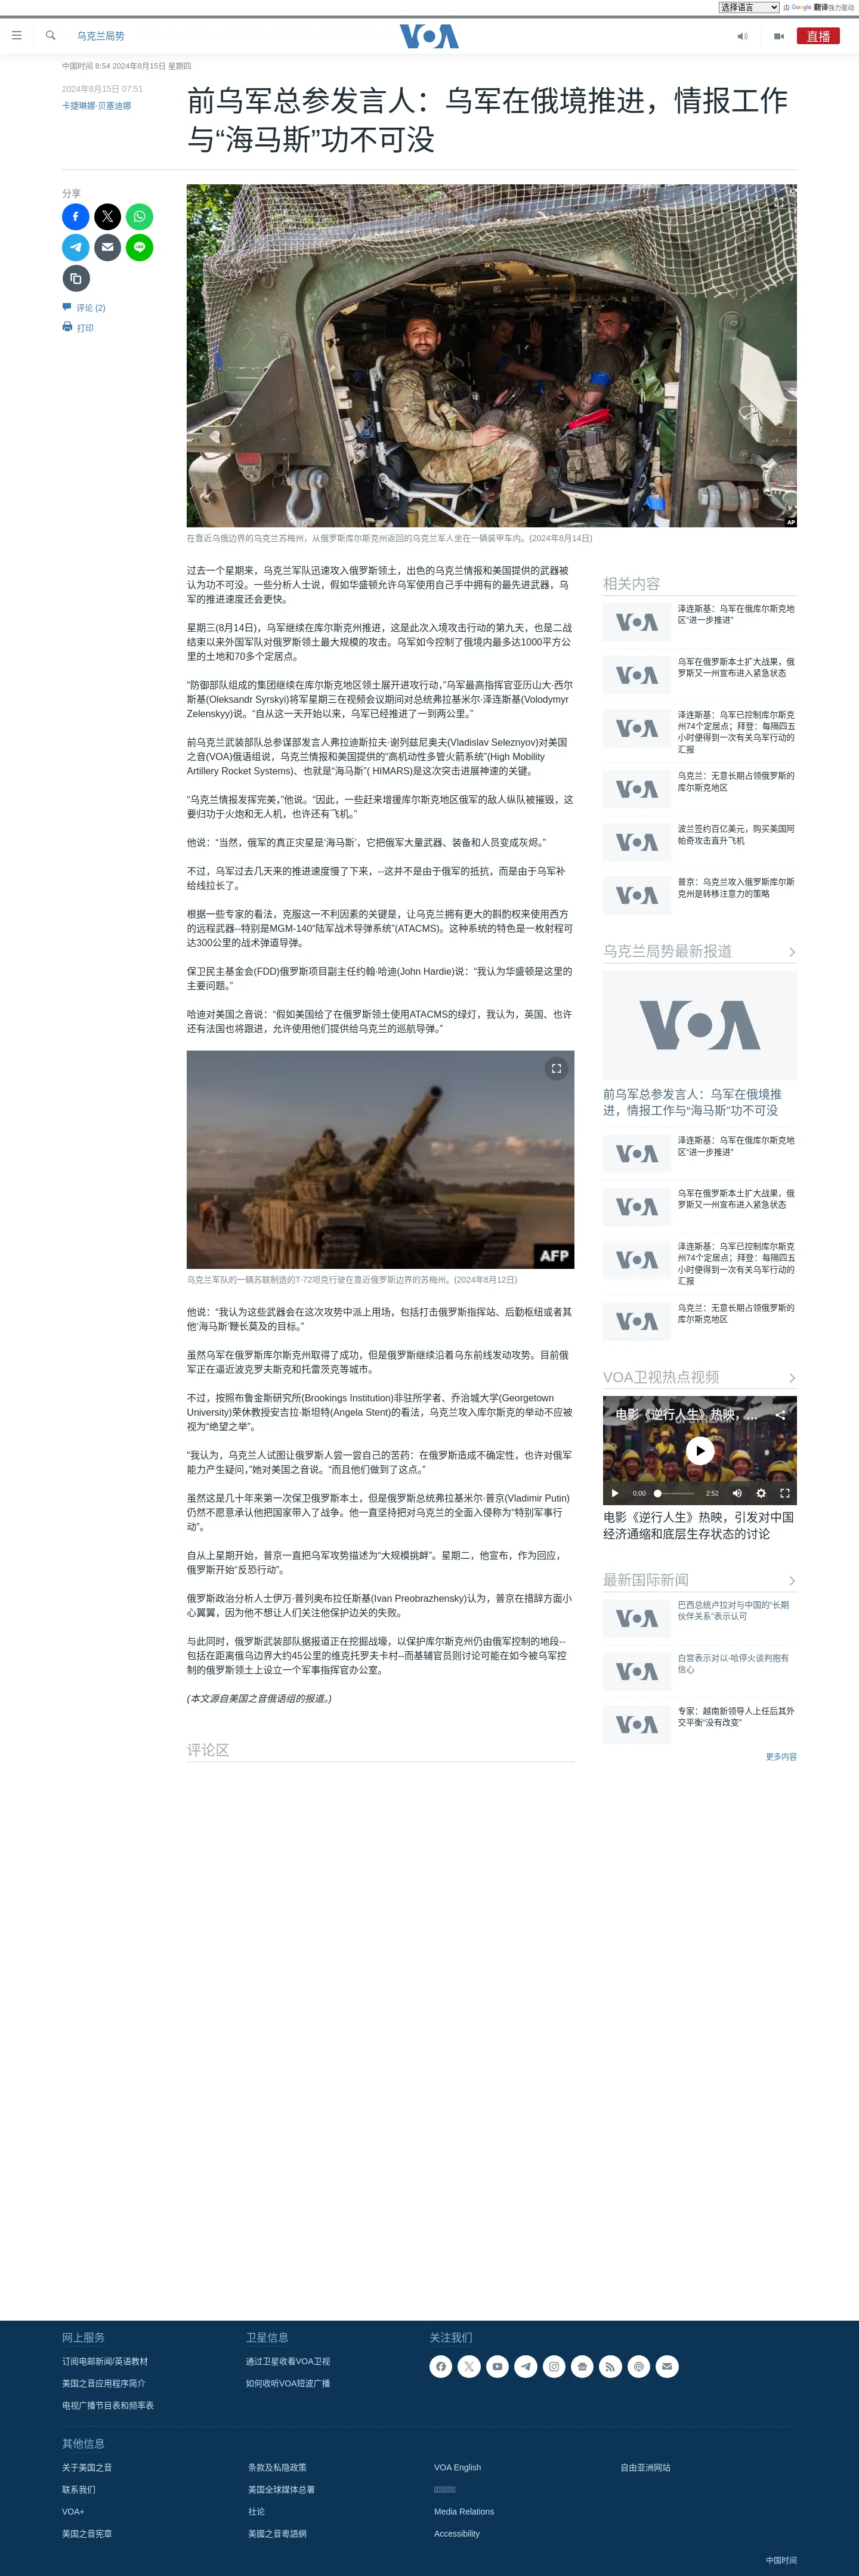 选择语言 由 Google 翻译强力驱动
乌克兰局势
VOA
直播
中国时间 8:54 2024年8月15日 星期四
2024年8月15日 07:51
卡捷琳娜·贝塞迪娜
前乌军总参发言人：乌军在俄境推进，情报工作
与“海马斯”功不可没
分享
评论 (2)
打印
AP
在靠近乌俄边界的乌克兰苏梅州，从俄罗斯库尔斯克州返回的乌克兰军人坐在一辆装甲车内。(2024年8月14日)
过去一个星期来，乌克兰军队迅速攻入俄罗斯领土，出色的乌克兰情报和美国提供的武器被
认为功不可没。一些分析人士说，假如华盛顿允许乌军使用自己手中拥有的最先进武器，乌
军的推进速度还会更快。
星期三(8月14日)，乌军继续在库尔斯克州推进，这是此次入境攻击行动的第九天，也是二战
结束以来外国军队对俄罗斯领土最大规模的攻击。乌军如今控制了俄境内最多达1000平方公
里的土地和70多个定居点。
“防御部队组成的集团继续在库尔斯克地区领土展开进攻行动，”乌军最高指挥官亚历山大·西尔
斯基(Oleksandr Syrskyi)将军星期三在视频会议期间对总统弗拉基米尔·泽连斯基(Volodymyr
Zelenskyy)说。“自从这一天开始以来，乌军已经推进了一到两公里。”
前乌克兰武装部队总参谋部发言人弗拉迪斯拉夫·谢列兹尼奥夫(Vladislav Seleznyov)对美国
之音(VOA)俄语组说，乌克兰情报和美国提供的“高机动性多管火箭系统”(High Mobility
Artillery Rocket Systems)、也就是“海马斯”( HIMARS)是这次突击进展神速的关键。
“乌克兰情报发挥完美，”他说。“因此，一些赶来增援库尔斯克地区俄军的敌人纵队被摧毁，这
要归功于火炮和无人机，也许还有飞机。”
他说：“当然，俄军的真正灾星是‘海马斯’，它把俄军大量武器、装备和人员变成灰烬。”
不过，乌军过去几天来的推进速度慢了下来，--这并不是由于俄军的抵抗，而是由于乌军补
给线拉长了。
根据一些专家的看法，克服这一不利因素的关键是，让乌克兰拥有更大的斟酌权来使用西方
的远程武器--特别是MGM-140“陆军战术导弹系统”(ATACMS)。这种系统的特色是一枚射程可
达300公里的战术弹道导弹。
保卫民主基金会(FDD)俄罗斯项目副主任约翰·哈迪(John Hardie)说：“我认为华盛顿是这里的
主要问题。”
哈迪对美国之音说：“假如美国给了在俄罗斯领土使用ATACMS的绿灯，我认为，英国、也许
还有法国也将跟进，允许使用他们提供给乌克兰的巡航导弹。”
AFP
乌克兰军队的一辆苏联制造的T-72坦克行驶在靠近俄罗斯边界的苏梅州。(2024年8月12日)
他说：“我认为这些武器会在这次攻势中派上用场，包括打击俄罗斯指挥站、后勤枢纽或者其
他‘海马斯’鞭长莫及的目标。”
虽然乌军在俄罗斯库尔斯克州取得了成功，但是俄罗斯继续沿着乌东前线发动攻势。目前俄
军正在逼近波克罗夫斯克和托雷茨克等城市。
不过，按照布鲁金斯研究所(Brookings Institution)非驻所学者、乔治城大学(Georgetown
University)荣休教授安吉拉·斯坦特(Angela Stent)的看法，乌克兰攻入库尔斯克的举动不应被
视为“绝望之举”。
“我认为，乌克兰人试图让俄罗斯人尝一尝自己的苦药：在俄罗斯造成不确定性，也许对俄军
能力产生疑问，”她对美国之音说。“而且他们做到了这点。”
虽然这是几十年来第一次保卫俄罗斯本土，但是俄罗斯总统弗拉基米尔·普京(Vladimir Putin)
仍然不愿意承认他把国家带入了战争。他一直坚持把对乌克兰的全面入侵称为“特别军事行
动”。
自从上星期开始，普京一直把乌军攻势描述为“大规模挑衅”。星期二，他宣布，作为回应，
俄罗斯开始“反恐行动”。
俄罗斯政治分析人士伊万·普列奥布拉任斯基(Ivan Preobrazhensky)认为，普京在措辞方面小
心翼翼，因为他不想让人们关注他保护边关的失败。
与此同时，俄罗斯武装部队据报道正在挖掘战壕，以保护库尔斯克州仍由俄军控制的地段--
包括在距离俄乌边界大约45公里的维克托罗夫卡村--而基辅官员则讨论可能在如今被乌军控
制的俄罗斯领土上设立一个军事指挥官办公室。
(本文源自美国之音俄语组的报道。)
评论区
相关内容
VOA 泽连斯基：乌军在俄库尔斯克地
区“进一步推进”
VOA 乌军在俄罗斯本土扩大战果，俄
罗斯又一州宣布进入紧急状态
VOA 泽连斯基：乌军已控制库尔斯克
州74个定居点；拜登：每隔四五
小时便得到一次有关乌军行动的
汇报
VOA 乌克兰：无意长期占领俄罗斯的
库尔斯克地区
VOA 波兰签约百亿美元，购买美国阿
帕奇攻击直升飞机
VOA 普京：乌克兰攻入俄罗斯库尔斯
克州是转移注意力的策略
乌克兰局势最新报道
VOA
前乌军总参发言人：乌军在俄境推
进，情报工作与“海马斯”功不可没
VOA 泽连斯基：乌军在俄库尔斯克地
区“进一步推进”
VOA 乌军在俄罗斯本土扩大战果，俄
罗斯又一州宣布进入紧急状态
VOA 泽连斯基：乌军已控制库尔斯克
州74个定居点；拜登：每隔四五
小时便得到一次有关乌军行动的
汇报
VOA 乌克兰：无意长期占领俄罗斯的
库尔斯克地区
VOA卫视热点视频
电影《逆行人生》热映，...
0:00 2:52
电影《逆行人生》热映，引发对中国
经济通缩和底层生存状态的讨论
最新国际新闻
VOA 巴西总统卢拉对与中国的“长期
伙伴关系”表示认可
VOA 白宫表示对以-哈停火谈判抱有
信心
VOA 专家：越南新领导人上任后其外
交平衡“没有改变”
更多内容
网上服务
订阅电邮新闻/英语教材
美国之音应用程序简介
电视广播节目表和频率表
卫星信息
通过卫星收看VOA卫视
如何收听VOA短波广播
关注我们
其他信息
关于美国之音 条款及私隐政策 VOA English 自由亚洲网站
联系我们 美国全球媒体总署
VOA+ 社论 Media Relations
美国之音宪章 美國之音粵語網 Accessibility
中国时间